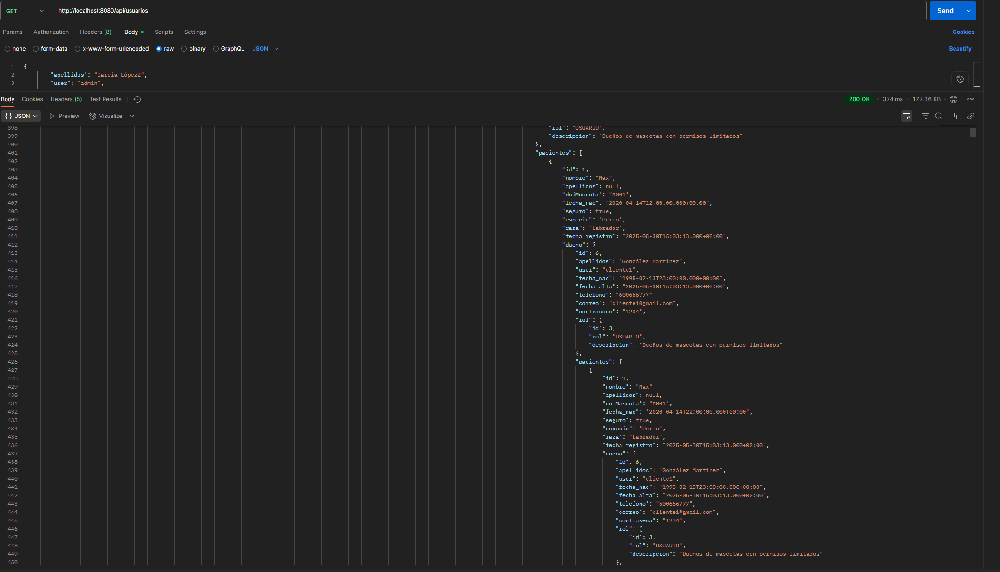 GET http://localhost:8080/api/usuarios Send
Params Authorization Headers (8) Body Scripts Settings Cookies
none form-data x-www-form-urlencoded raw binary GraphQL JSON Beautify
1 {
2 "apellidos": "García López2",
3 "user": "admin",
Body Cookies Headers (5) Test Results 200 OK • 374 ms • 177.16 KB
{} JSON Preview Visualize
398 "rol": "USUARIO",
399 "descripcion": "Dueños de mascotas con permisos limitados"
400 },
401 "pacientes": [
402 {
403 "id": 1,
404 "nombre": "Max",
405 "apellidos": null,
406 "dniMascota": "M001",
407 "fecha_nac": "2020-04-14T22:00:00.000+00:00",
408 "seguro": true,
409 "especie": "Perro",
410 "raza": "Labrador",
411 "fecha_registro": "2025-05-30T15:03:13.000+00:00",
412 "dueno": {
413 "id": 6,
414 "apellidos": "González Martínez",
415 "user": "cliente1",
416 "fecha_nac": "1995-02-13T23:00:00.000+00:00",
417 "fecha_alta": "2025-05-30T15:03:13.000+00:00",
418 "telefono": "600666777",
419 "correo": "cliente1@gmail.com",
420 "contrasena": "1234",
421 "rol": {
422 "id": 3,
423 "rol": "USUARIO",
424 "descripcion": "Dueños de mascotas con permisos limitados"
425 },
426 "pacientes": [
427 {
428 "id": 1,
429 "nombre": "Max",
430 "apellidos": null,
431 "dniMascota": "M001",
432 "fecha_nac": "2020-04-14T22:00:00.000+00:00",
433 "seguro": true,
434 "especie": "Perro",
435 "raza": "Labrador",
436 "fecha_registro": "2025-05-30T15:03:13.000+00:00",
437 "dueno": {
438 "id": 6,
439 "apellidos": "González Martínez",
440 "user": "cliente1",
441 "fecha_nac": "1995-02-13T23:00:00.000+00:00",
442 "fecha_alta": "2025-05-30T15:03:13.000+00:00",
443 "telefono": "600666777",
444 "correo": "cliente1@gmail.com",
445 "contrasena": "1234",
446 "rol": {
447 "id": 3,
448 "rol": "USUARIO",
449 "descripcion": "Dueños de mascotas con permisos limitados"
450 },